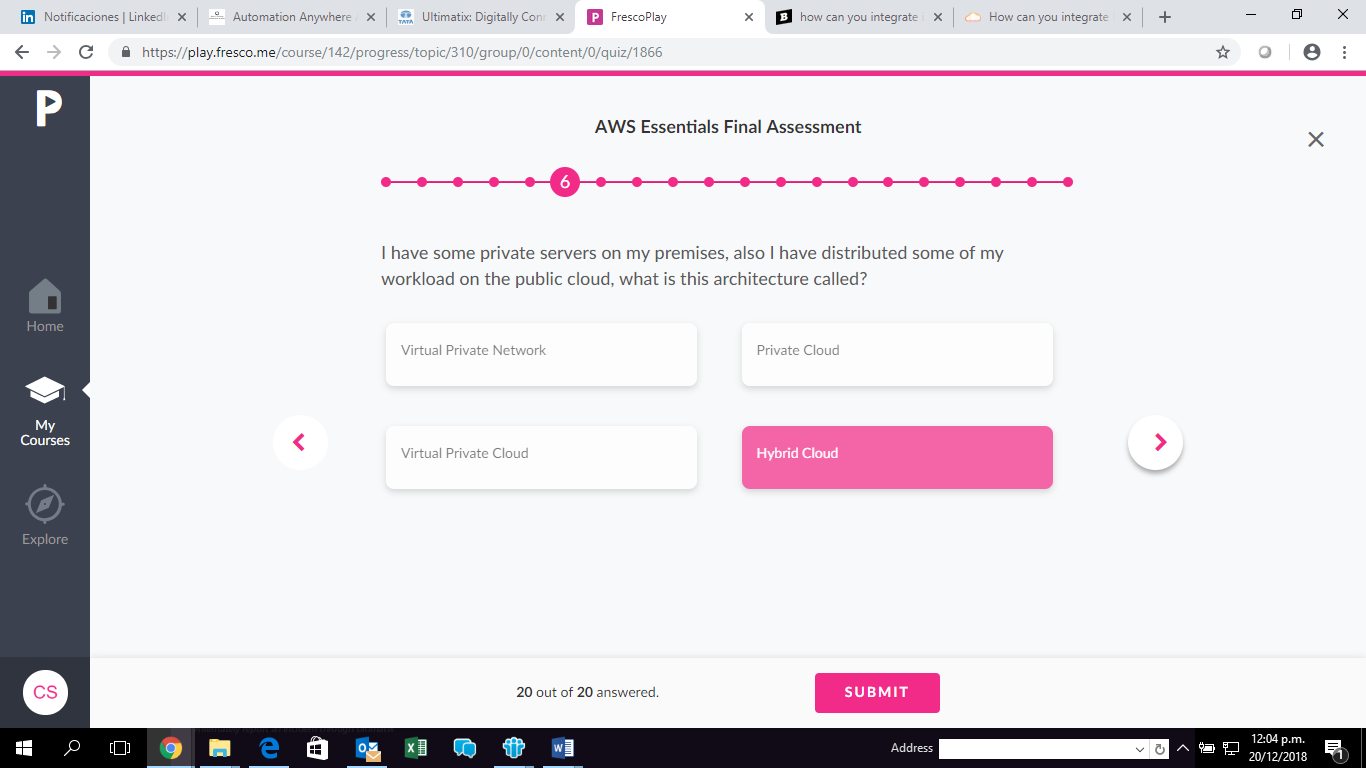 Notificaciones | LinkedI
Automation Anywhere
Ultimatix: Digitally Conn
FrescoPlay
how can you integrate
How can you integrate
https://play.fresco.me/course/142/progress/topic/310/group/0/content/0/quiz/1866
P
AWS Essentials Final Assessment
6
I have some private servers on my premises, also I have distributed some of my
workload on the public cloud, what is this architecture called?
Home
Virtual Private Network
Private Cloud
My
Courses
Virtual Private Cloud
Hybrid Cloud
Explore
CS
20 out of 20 answered.
SUBMIT
Address
12:04 p.m.
20/12/2018
1